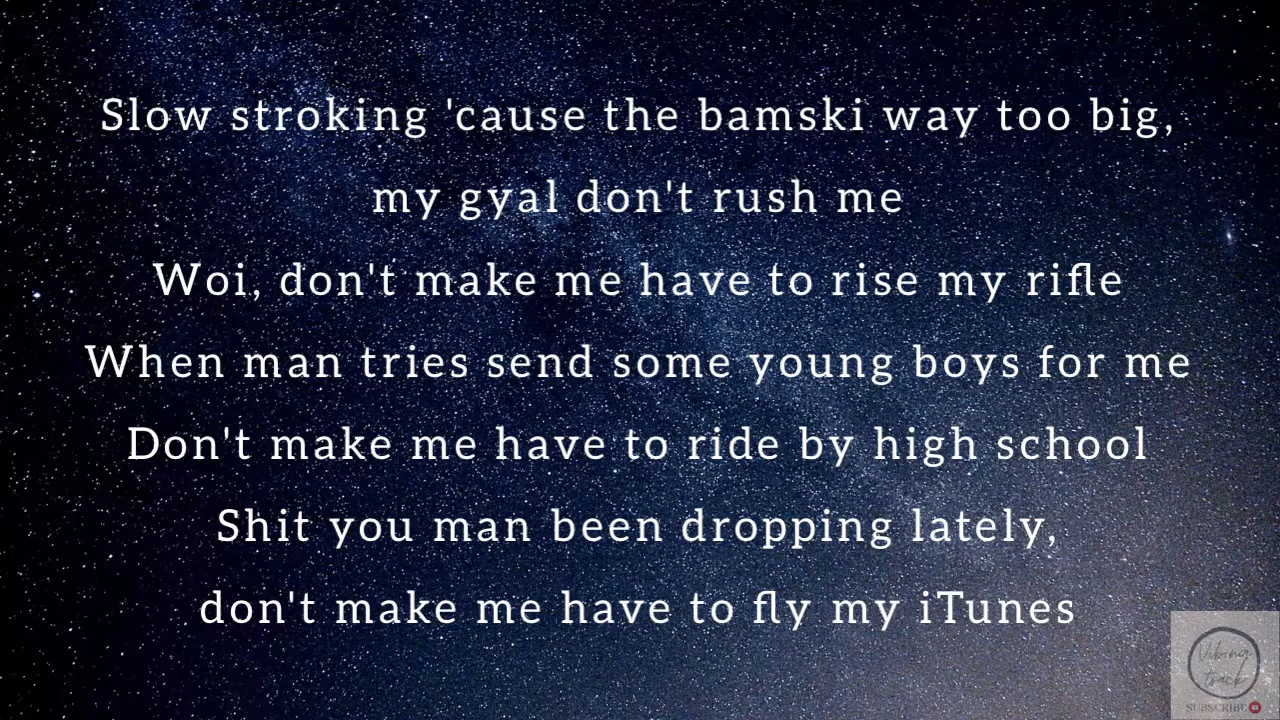 Slow stroking 'cause the bamski way too big,
my gyal don't rush me
Woi, don't make me have to rise my rifle
When man tries send some young boys for me
Don't make me have to ride by high school
Shit you man been dropping lately,
don't make me have to fly my iTunes
Viking
track
SUBSCRIBE